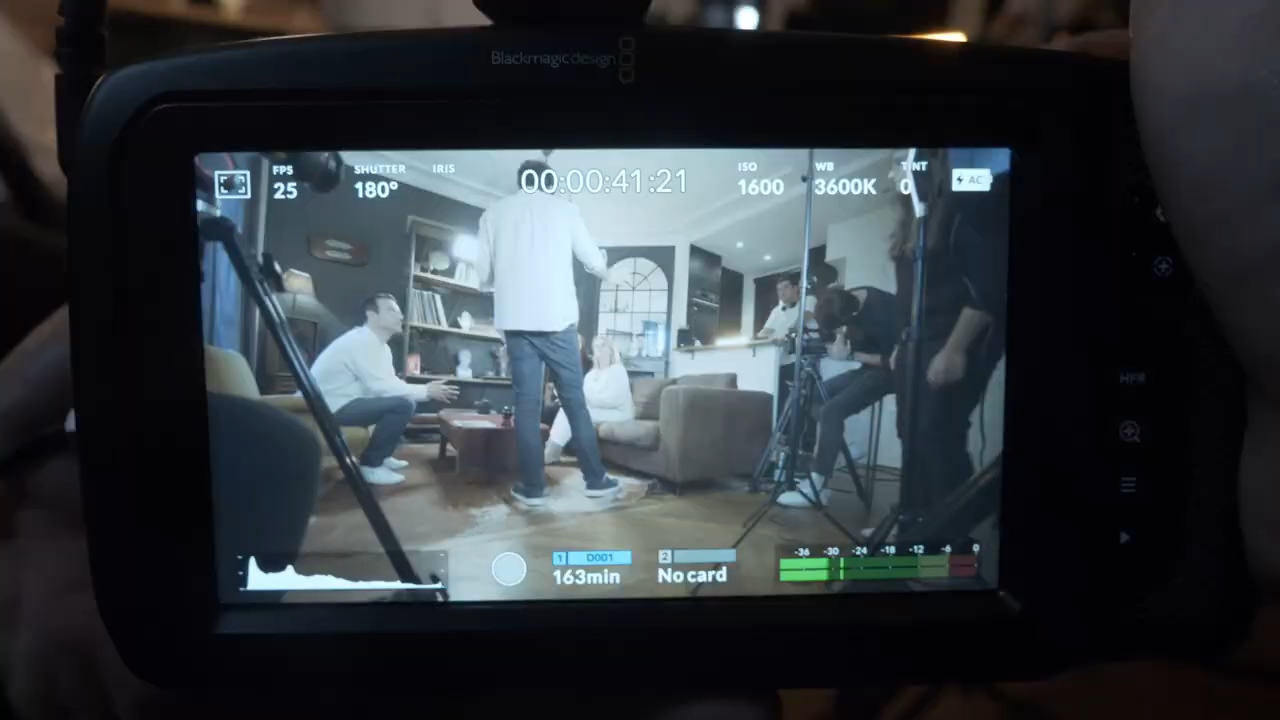 Blackmagicdesign
FPS
25
SHUTTER
180°
IRIS
00:00:41:21
ISO
1600
WB
3600K
TINT
0
AC
1 D001
163min
2
No card
-36 -30 -24 -18 -12 -6 0
HFR